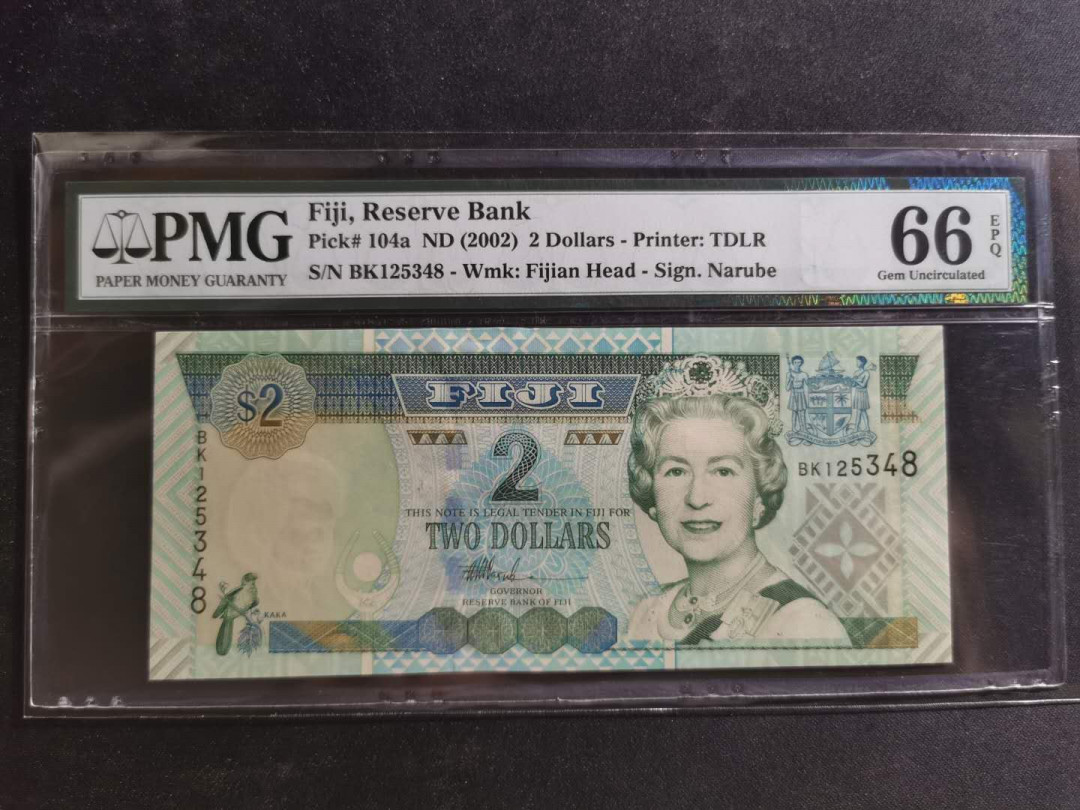 PMG
PAPER MONEY GUARANTY
Fiji, Reserve Bank
Pick# 104a ND (2002) 2 Dollars - Printer: TDLR
S/N BK125348 - Wmk: Fijian Head - Sign. Narube
66
EPQ
Gem Uncirculated
$2
FIJI
2
BK125348
BK125348
THIS NOTE IS LEGAL TENDER IN FIJI FOR
TWO DOLLARS
GOVERNOR
RESERVE BANK OF FIJI
KAKA